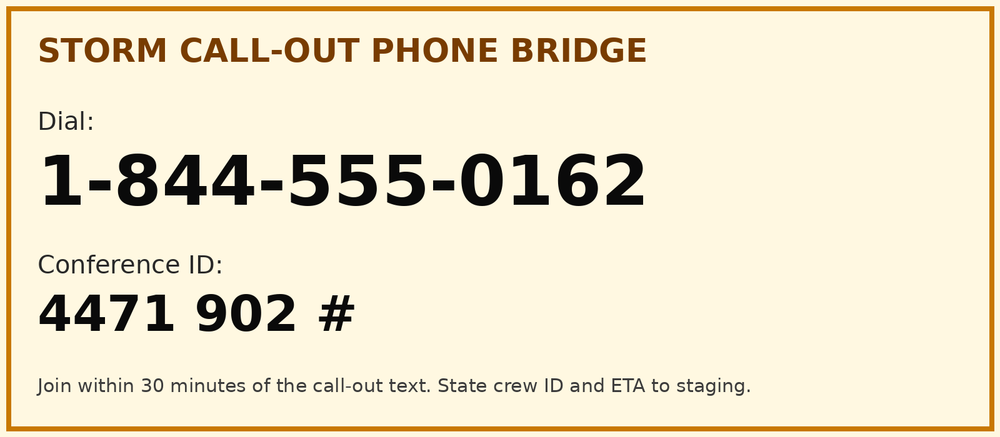 STORM CALL-OUT PHONE BRIDGE
Dial:
1-844-555-0162
Conference ID:
4471 902 #
Join within 30 minutes of the call-out text. State crew ID and ETA to staging.